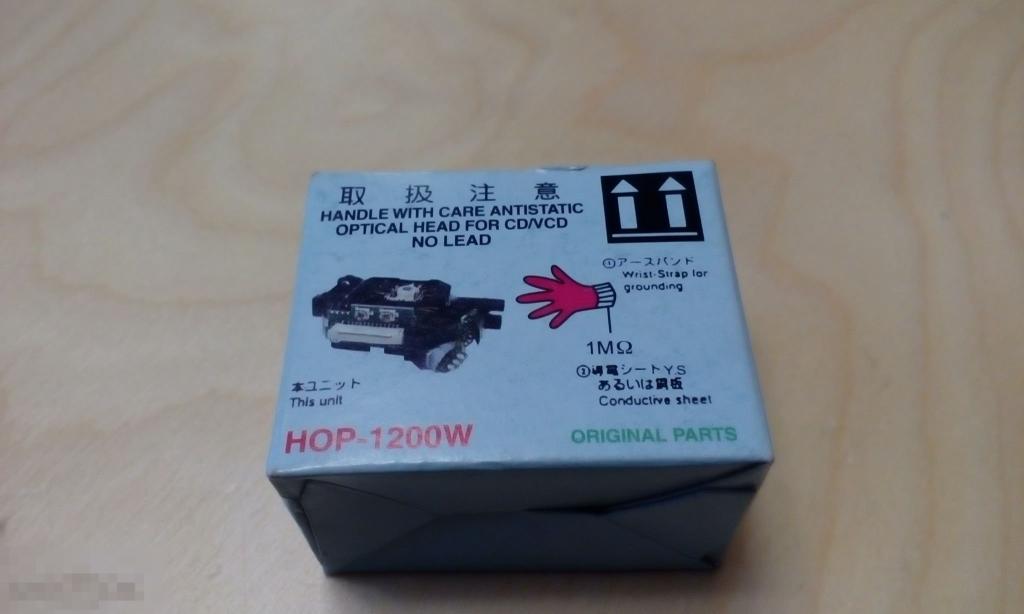 取扱注意
HANDLE WITH CARE ANTISTATIC
OPTICAL HEAD FOR CD/VCD
NO LEAD
①アースバンド
Wrist-Strap for
grounding
1MΩ
②導電シートY.S
あるいは銅板
Conductive sheet
本ユニット
This unit
HOP-1200W
ORIGINAL PARTS